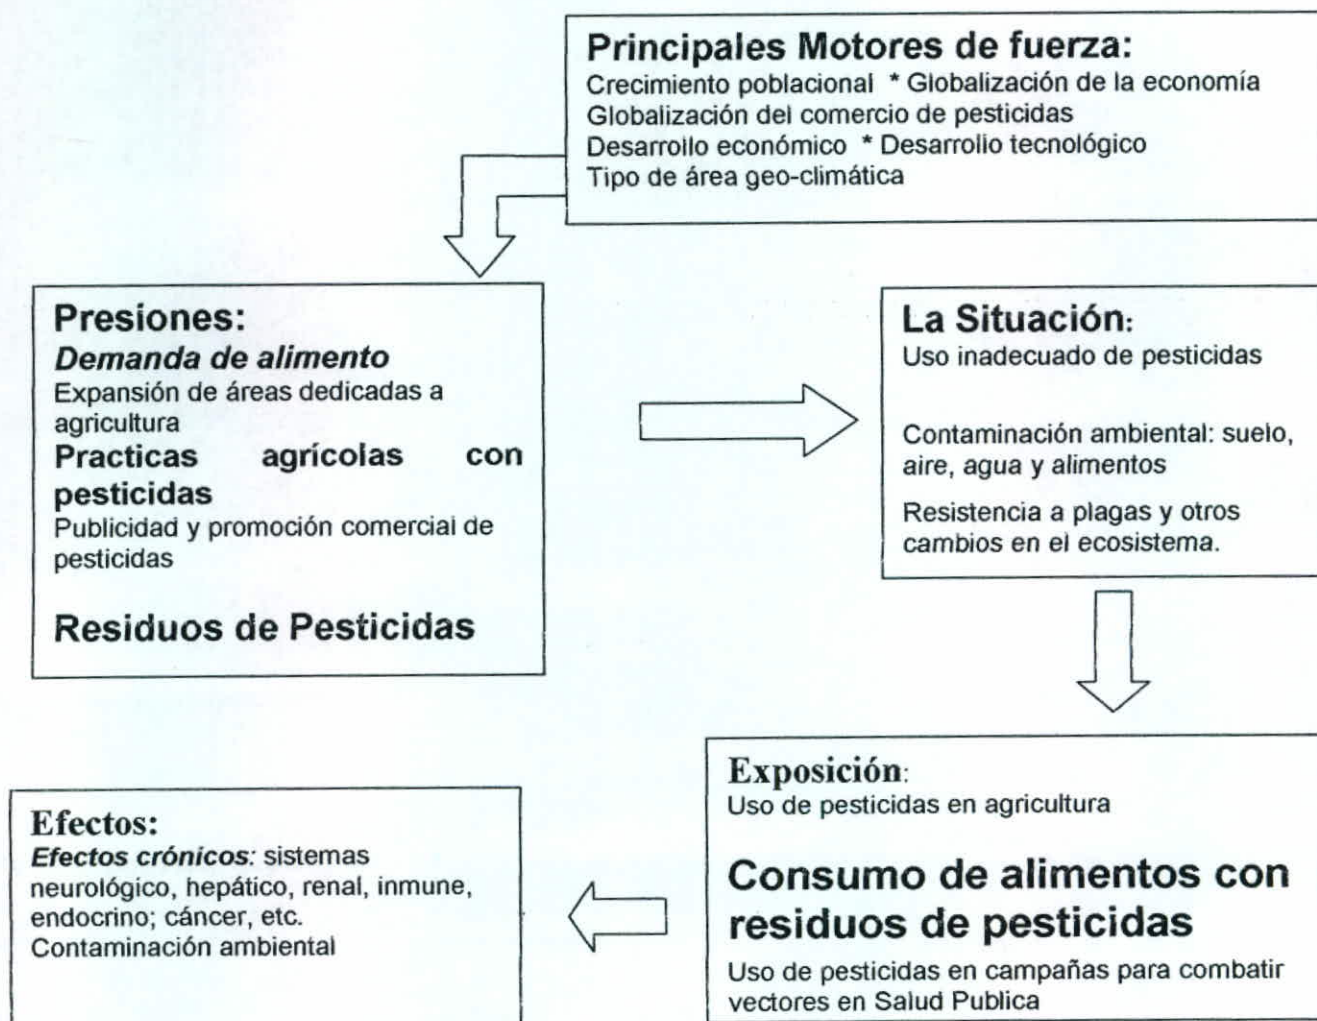 Principales Motores de fuerza:
Crecimiento poblacional * Globalización de la economía
Globalización del comercio de pesticidas
Desarrollo económico * Desarrollo tecnológico
Tipo de área geo-climática
Presiones:
Demanda de alimento
Expansión de áreas dedicadas a
agricultura
Practicas agrícolas con
pesticidas
Publicidad y promoción comercial de
pesticidas
Residuos de Pesticidas
La Situación:
Uso inadecuado de pesticidas
Contaminación ambiental: suelo,
aire, agua y alimentos
Resistencia a plagas y otros
cambios en el ecosistema.
Exposición:
Uso de pesticidas en agricultura
Consumo de alimentos con
residuos de pesticidas
Uso de pesticidas en campañas para combatir
vectores en Salud Publica
Efectos:
Efectos crónicos: sistemas
neurológico, hepático, renal, inmune,
endocrino; cáncer, etc.
Contaminación ambiental